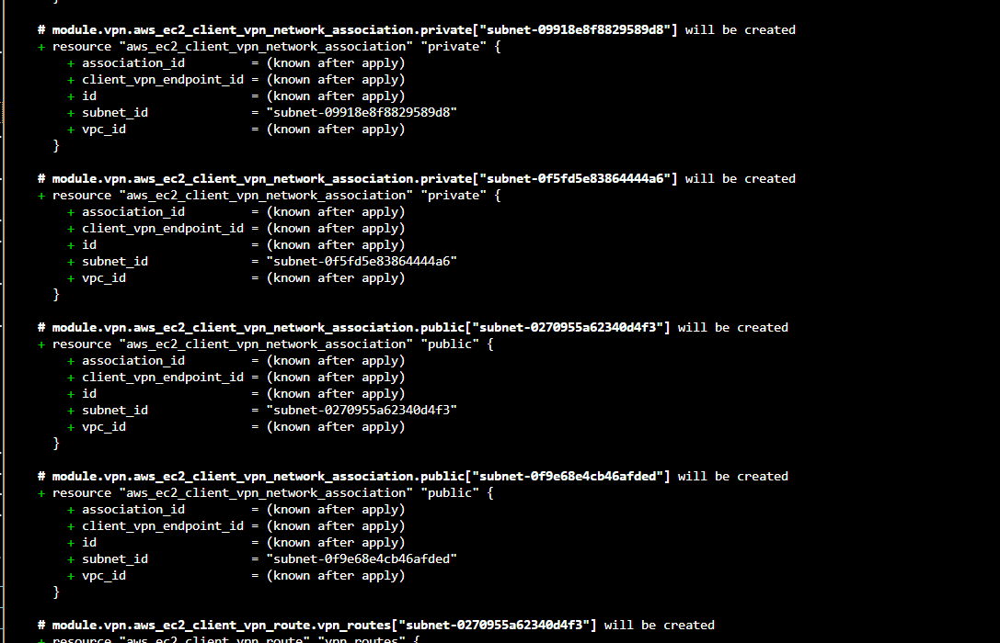 }
# module.vpn.aws_ec2_client_vpn_network_association.private["subnet-09918e8f8829589d8"] will be created
+ resource "aws_ec2_client_vpn_network_association" "private" {
+ association_id = (known after apply)
+ client_vpn_endpoint_id = (known after apply)
+ id = (known after apply)
+ subnet_id = "subnet-09918e8f8829589d8"
+ vpc_id = (known after apply)
}
# module.vpn.aws_ec2_client_vpn_network_association.private["subnet-0f5fd5e83864444a6"] will be created
+ resource "aws_ec2_client_vpn_network_association" "private" {
+ association_id = (known after apply)
+ client_vpn_endpoint_id = (known after apply)
+ id = (known after apply)
+ subnet_id = "subnet-0f5fd5e83864444a6"
+ vpc_id = (known after apply)
}
# module.vpn.aws_ec2_client_vpn_network_association.public["subnet-0270955a62340d4f3"] will be created
+ resource "aws_ec2_client_vpn_network_association" "public" {
+ association_id = (known after apply)
+ client_vpn_endpoint_id = (known after apply)
+ id = (known after apply)
+ subnet_id = "subnet-0270955a62340d4f3"
+ vpc_id = (known after apply)
}
# module.vpn.aws_ec2_client_vpn_network_association.public["subnet-0f9e68e4cb46afded"] will be created
+ resource "aws_ec2_client_vpn_network_association" "public" {
+ association_id = (known after apply)
+ client_vpn_endpoint_id = (known after apply)
+ id = (known after apply)
+ subnet_id = "subnet-0f9e68e4cb46afded"
+ vpc_id = (known after apply)
}
# module.vpn.aws_ec2_client_vpn_route.vpn_routes["subnet-0270955a62340d4f3"] will be created
+ resource "aws_ec2_client_vpn_route" "vpn_routes" {